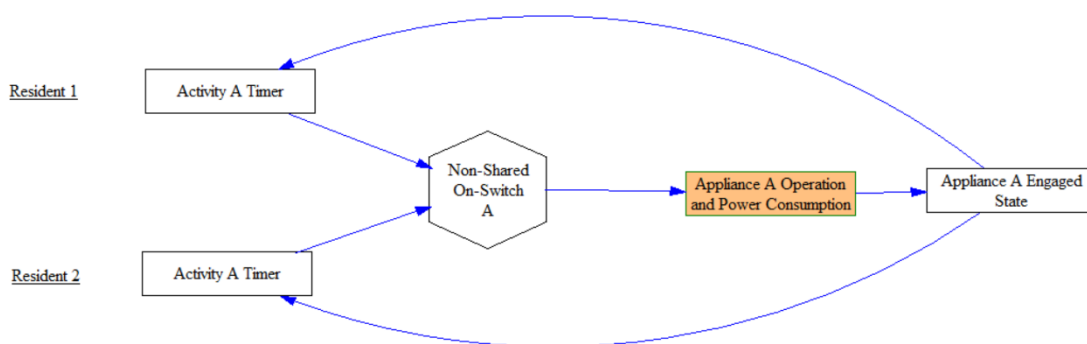 Resident 1
Activity A Timer
Non-Shared
On-Switch
A
Appliance A Operation
and Power Consumption
Appliance A Engaged
State
Resident 2
Activity A Timer